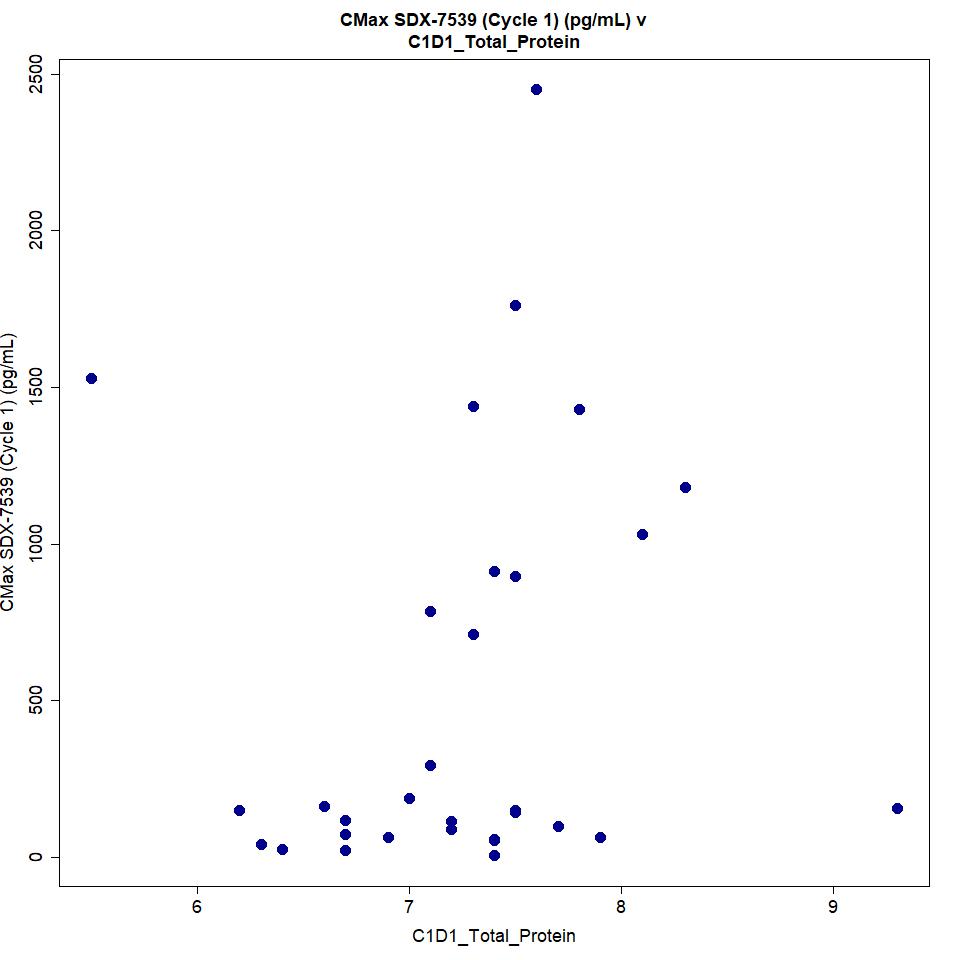 CMax SDX-7539 (Cycle 1) (pg/mL) v
C1D1_Total_Protein
2500
2000
1500
1000
500
0
CMax SDX-7539 (Cycle 1) (pg/mL)
6 7 8 9
C1D1_Total_Protein